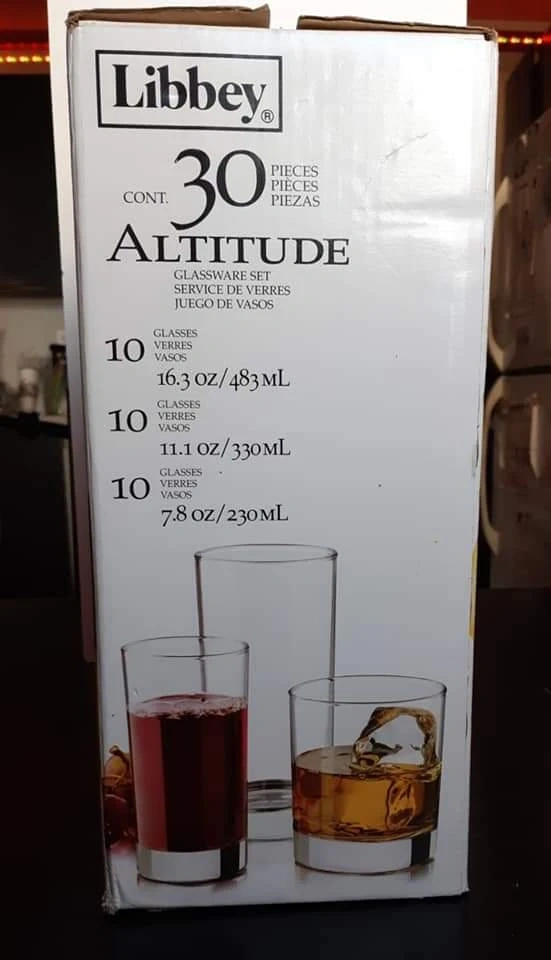 Libbey®
CONT. 30 PIECES
PIÈCES
PIEZAS
ALTITUDE
GLASSWARE SET
SERVICE DE VERRES
JUEGO DE VASOS
10 GLASSES
VERRES
VASOS
16.3 OZ/483 ML
10 GLASSES
VERRES
VASOS
11.1 OZ/330 ML
10 GLASSES
VERRES
VASOS
7.8 OZ/230 ML